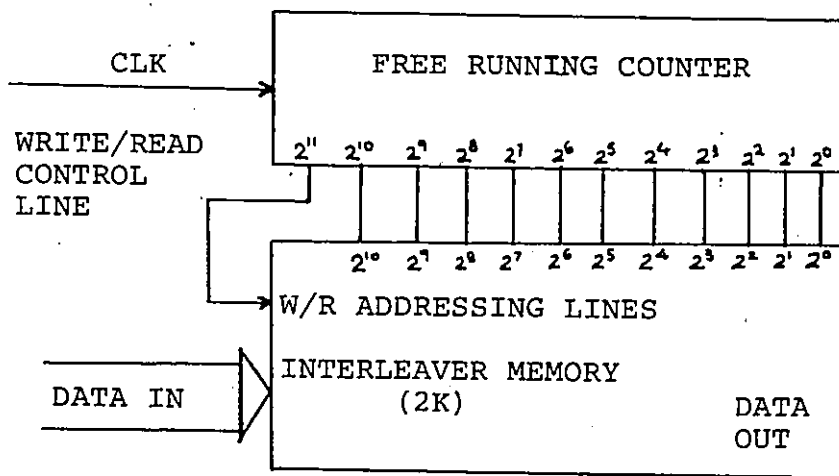 CLK
FREE RUNNING COUNTER
WRITE/READ
CONTROL
LINE
2¹¹ 2¹⁰ 2⁹ 2⁸ 2⁷ 2⁶ 2⁵ 2⁴ 2³ 2² 2¹ 2⁰
2¹⁰ 2⁹ 2⁸ 2⁷ 2⁶ 2⁵ 2⁴ 2³ 2² 2¹ 2⁰
W/R ADDRESSING LINES
INTERLEAVER MEMORY
(2K)
DATA IN
DATA
OUT